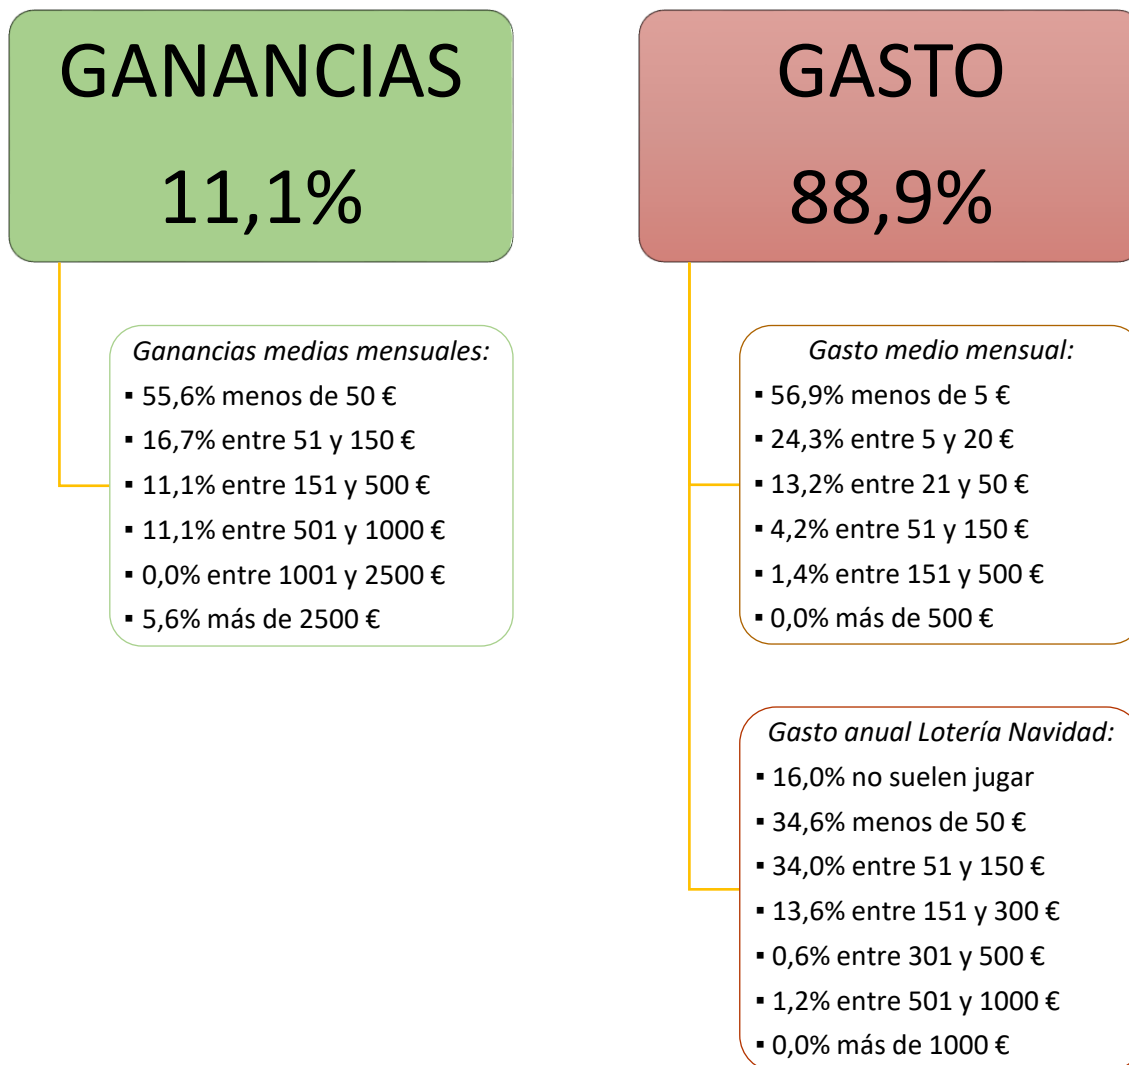 GANANCIAS
11,1%
Ganancias medias mensuales:
▪ 55,6% menos de 50 €
▪ 16,7% entre 51 y 150 €
▪ 11,1% entre 151 y 500 €
▪ 11,1% entre 501 y 1000 €
▪ 0,0% entre 1001 y 2500 €
▪ 5,6% más de 2500 €
GASTO
88,9%
Gasto medio mensual:
▪ 56,9% menos de 5 €
▪ 24,3% entre 5 y 20 €
▪ 13,2% entre 21 y 50 €
▪ 4,2% entre 51 y 150 €
▪ 1,4% entre 151 y 500 €
▪ 0,0% más de 500 €
Gasto anual Lotería Navidad:
▪ 16,0% no suelen jugar
▪ 34,6% menos de 50 €
▪ 34,0% entre 51 y 150 €
▪ 13,6% entre 151 y 300 €
▪ 0,6% entre 301 y 500 €
▪ 1,2% entre 501 y 1000 €
▪ 0,0% más de 1000 €